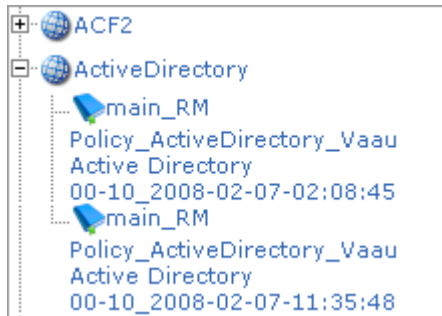 ACF2
ActiveDirectory
main_RM
Policy_ActiveDirectory_Vaau
Active Directory
00-10_2008-02-07-02:08:45
main_RM
Policy_ActiveDirectory_Vaau
Active Directory
00-10_2008-02-07-11:35:48